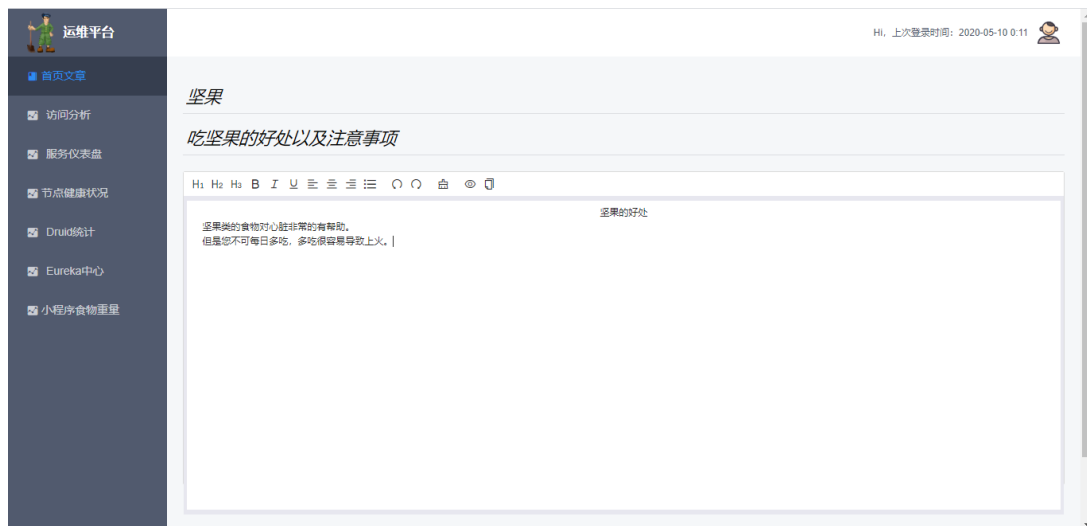 运维平台
Hi, 上次登录时间：2020-05-10 0:11
首页文章
访问分析
服务仪表盘
节点健康状况
Druid统计
Eureka中心
小程序食物重量
坚果
吃坚果的好处以及注意事项
H1 H2 H3 B I U
坚果的好处
坚果类的食物对心脏非常的有帮助。
但是您不可每日多吃，多吃很容易导致上火。